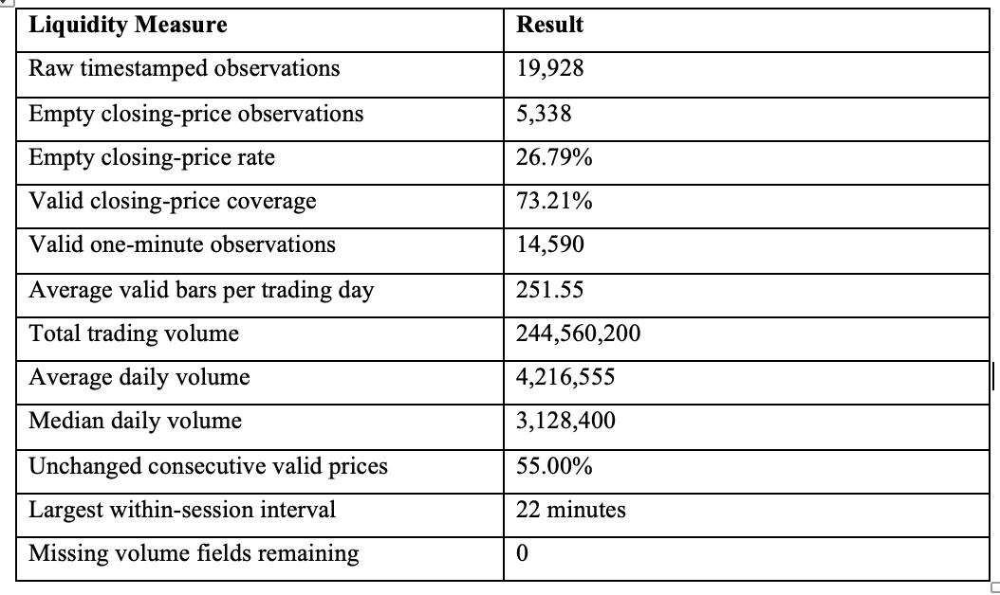 Liquidity Measure Result
Raw timestamped observations 19,928
Empty closing-price observations 5,338
Empty closing-price rate 26.79%
Valid closing-price coverage 73.21%
Valid one-minute observations 14,590
Average valid bars per trading day 251.55
Total trading volume 244,560,200
Average daily volume 4,216,555
Median daily volume 3,128,400
Unchanged consecutive valid prices 55.00%
Largest within-session interval 22 minutes
Missing volume fields remaining 0